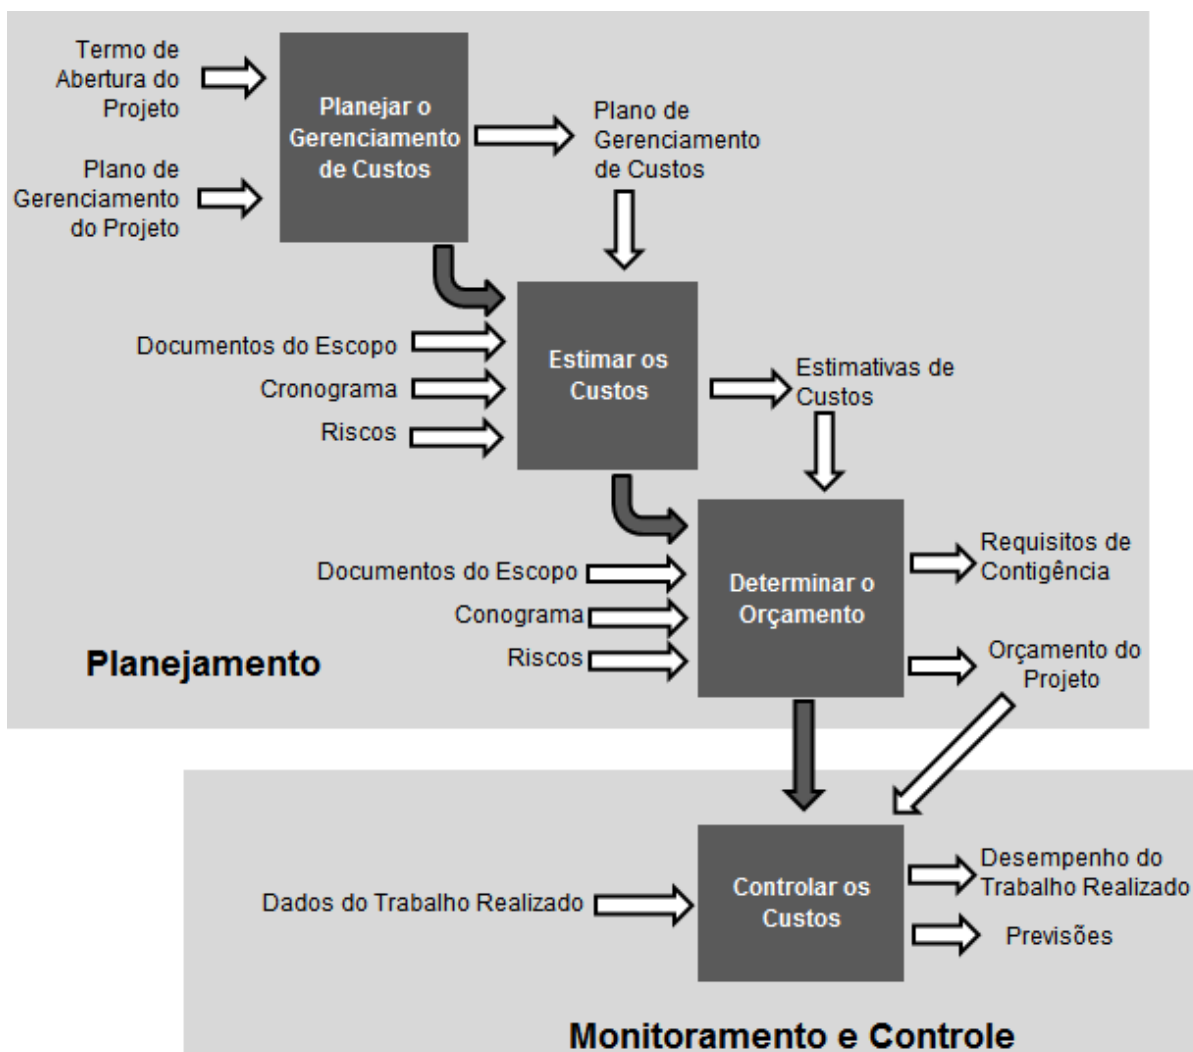 Termo de
Abertura do
Projeto
Planejar o
Gerenciamento
de Custos
Plano de
Gerenciamento
de Custos
Plano de
Gerenciamento
do Projeto
Documentos do Escopo
Cronograma
Riscos
Estimar os
Custos
Estimativas de
Custos
Documentos do Escopo
Conograma
Riscos
Determinar o
Orçamento
Requisitos de
Contigência
Orçamento do
Projeto
Planejamento
Dados do Trabalho Realizado
Controlar os
Custos
Desempenho do
Trabalho Realizado
Previsões
Monitoramento e Controle